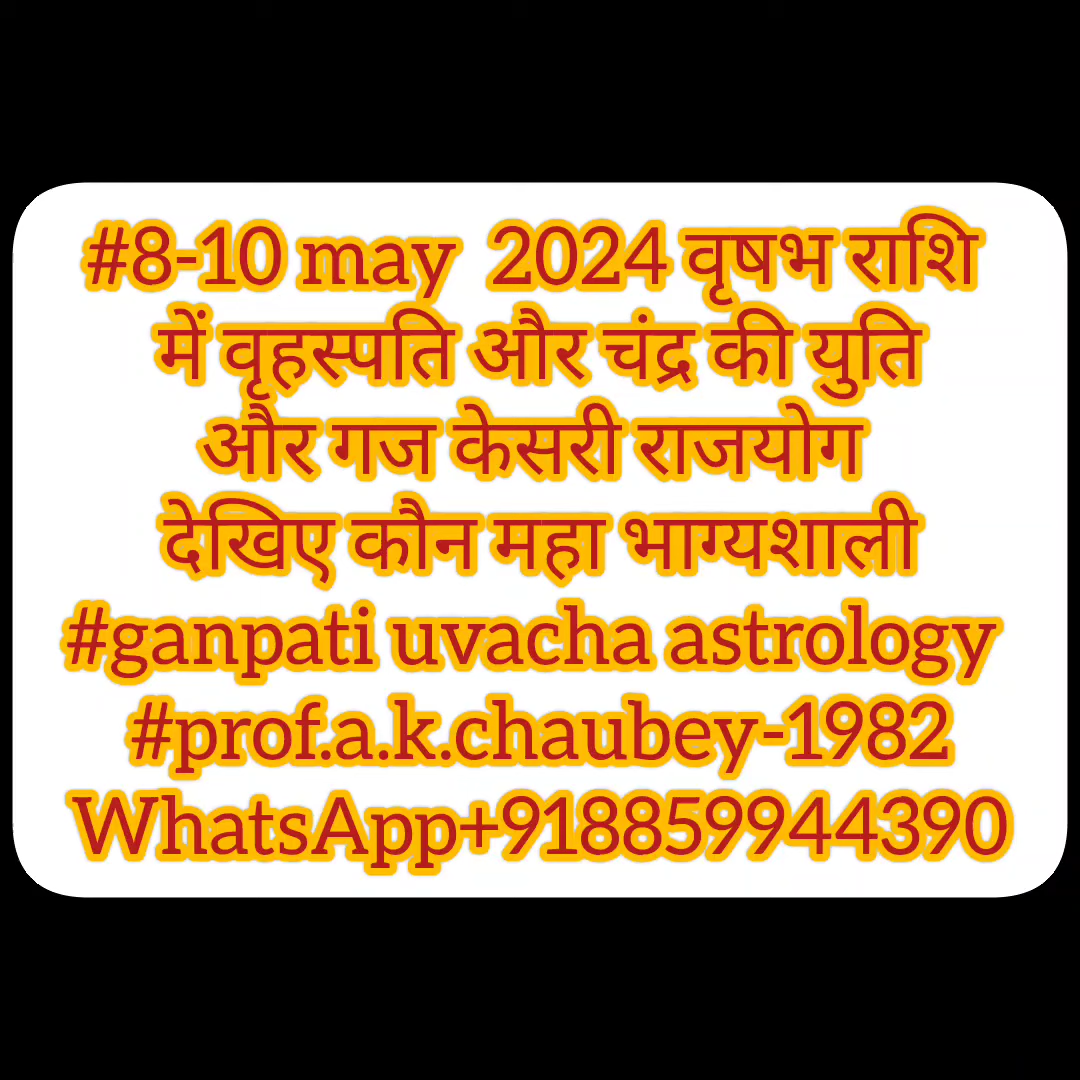 #8-10 may 2024 वृषभ राशि
में वृहस्पति और चंद्र की युति
और गज केसरी राजयोग
देखिए कौन महा भाग्यशाली
#ganpati uvacha astrology
#prof.a.k.chaubey-1982
WhatsApp+918859944390